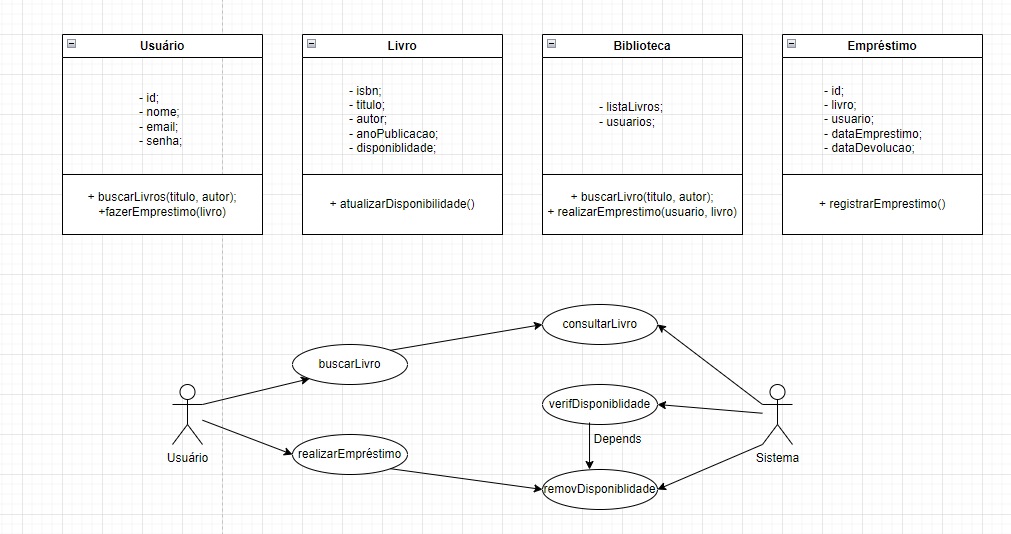 Usuário
- id;
- nome;
- email;
- senha;
+ buscarLivros(titulo, autor);
+fazerEmprestimo(livro)
Livro
- isbn;
- titulo;
- autor;
- anoPublicacao;
- disponiblidade;
+ atualizarDisponibilidade()
Biblioteca
- listaLivros;
- usuarios;
+ buscarLivro(titulo, autor);
+ realizarEmprestimo(usuario, livro)
Empréstimo
- id;
- livro;
- usuario;
- dataEmprestimo;
- dataDevolucao;
+ registrarEmprestimo()
consultarLivro
buscarLivro
verifDisponiblidade
Depends
realizarEmpréstimo
Usuário
Sistema
removDisponiblidade